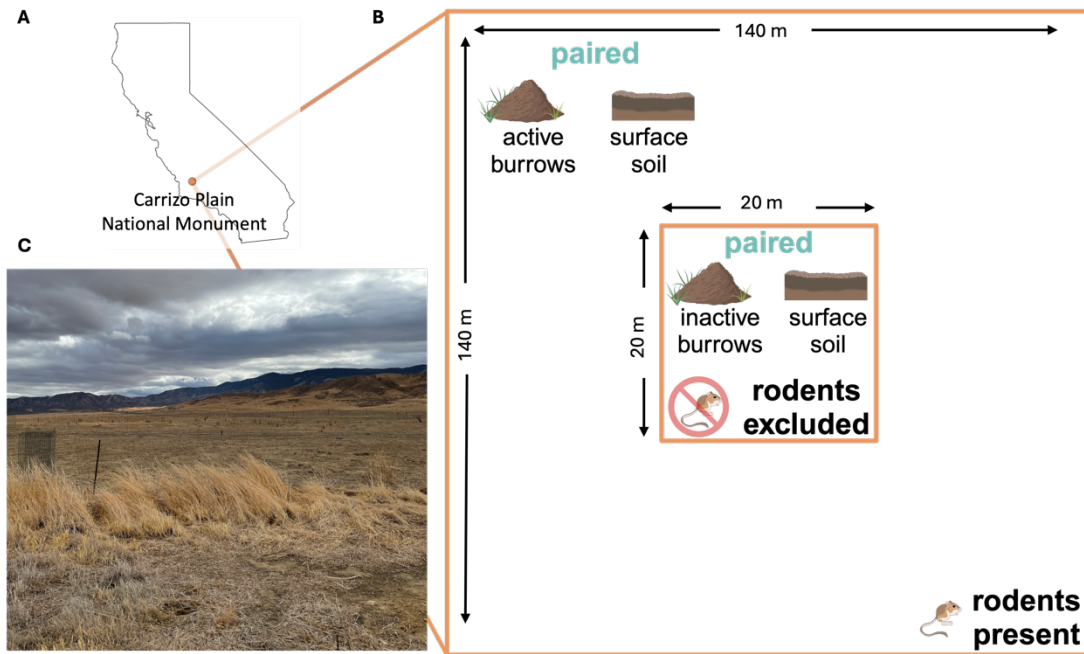 A
Carrizo Plain
National Monument
B
140 m
140 m
paired
active
burrows
surface
soil
20 m
20 m
paired
inactive
burrows
surface
soil
rodents
excluded
rodents
present
C